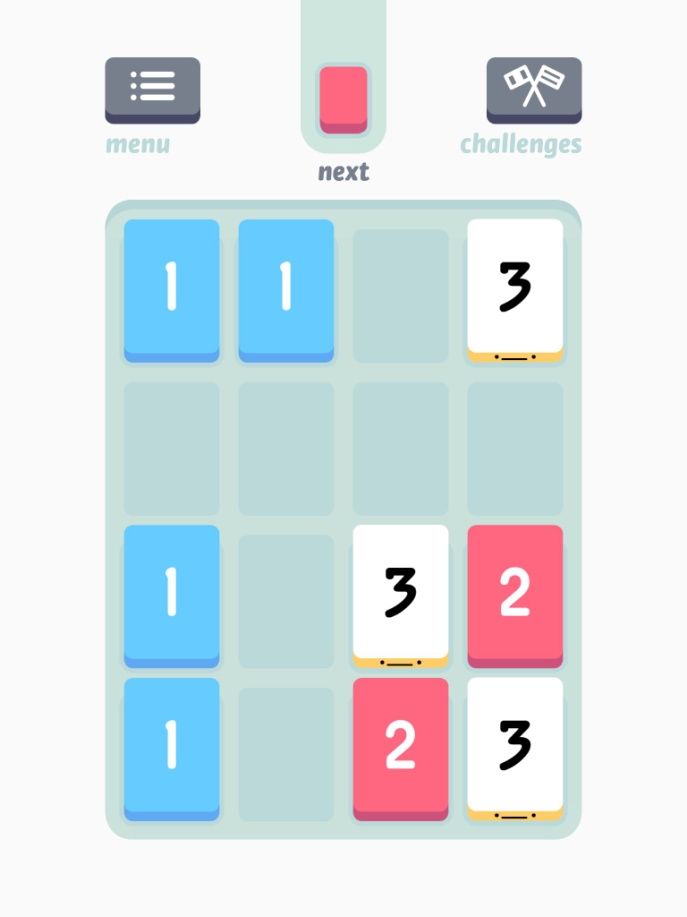 menu
next
challenges
1 1 3
1 3 2
1 2 3